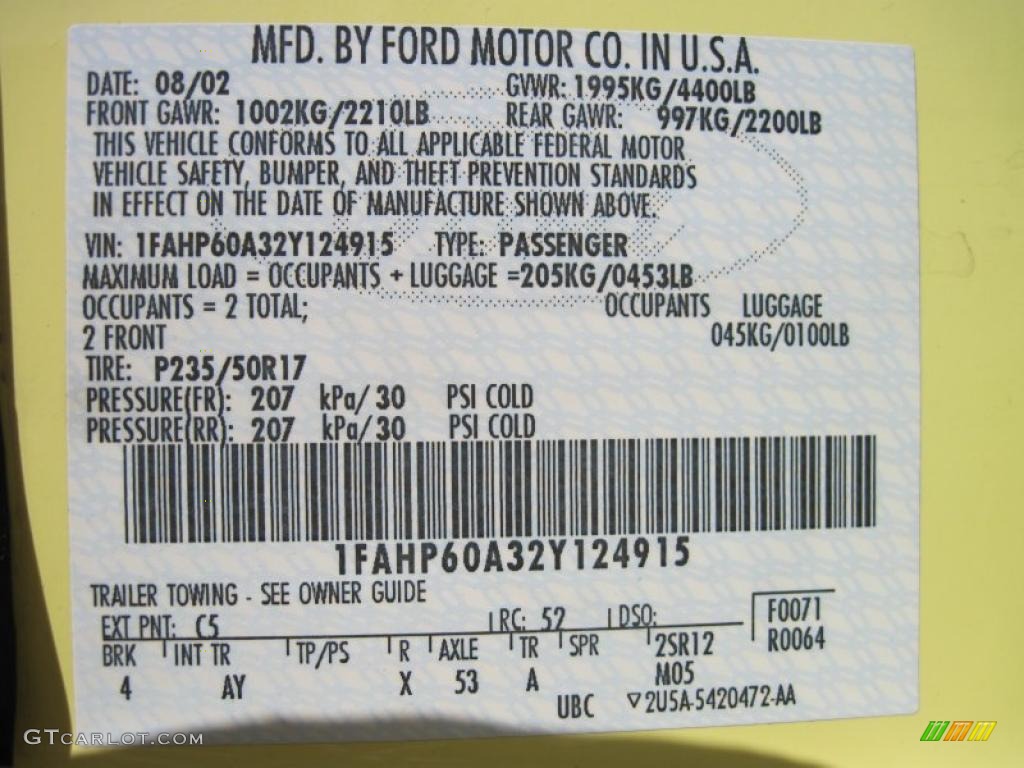 MFD. BY FORD MOTOR CO. IN U.S.A.
DATE: 08/02 GVWR: 1995KG/4400LB
FRONT GAWR: 1002KG/2210LB REAR GAWR: 997KG/2200LB
THIS VEHICLE CONFORMS TO ALL APPLICABLE FEDERAL MOTOR
VEHICLE SAFETY, BUMPER, AND THEFT PREVENTION STANDARDS
IN EFFECT ON THE DATE OF MANUFACTURE SHOWN ABOVE.
VIN: 1FAHP60A32Y124915 TYPE: PASSENGER
MAXIMUM LOAD = OCCUPANTS + LUGGAGE =205KG/0453LB
OCCUPANTS = 2 TOTAL; OCCUPANTS LUGGAGE
2 FRONT 045KG/0100LB
TIRE: P235/50R17
PRESSURE(FR): 207 kPa/ 30 PSI COLD
PRESSURE(RR): 207 kPa/ 30 PSI COLD
1FAHP60A32Y124915
TRAILER TOWING - SEE OWNER GUIDE
EXT PNT: C5 RC: 52 DSO: F0071
BRK INT TR TP/PS R AXLE TR SPR 2SR12 R0064
4 AY X 53 A M05
UBC ▽2U5A-5420472-AA
GTCARLOT.COM